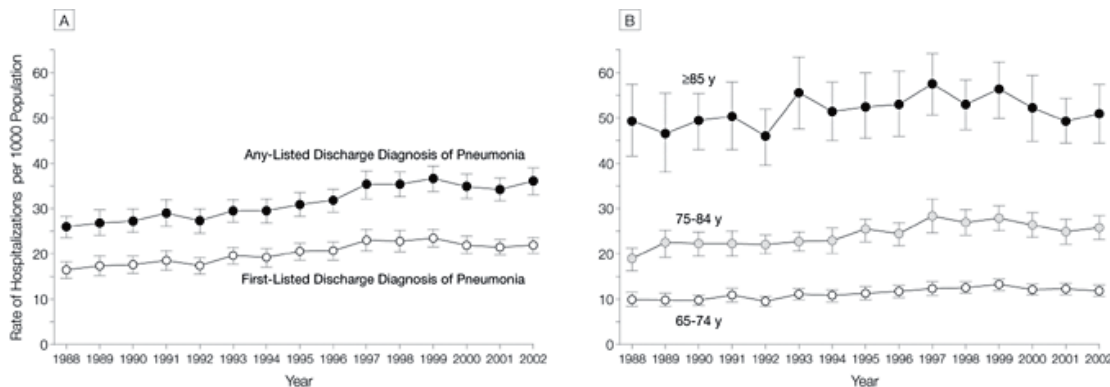 A
Rate of Hospitalizations per 1000 Population
60
50
40
30
20
10
0
Any-Listed Discharge Diagnosis of Pneumonia
First-Listed Discharge Diagnosis of Pneumonia
1988 1989 1990 1991 1992 1993 1994 1995 1996 1997 1998 1999 2000 2001 2002
Year
B
60
50
40
30
20
10
0
≥85 y
75-84 y
65-74 y
1988 1989 1990 1991 1992 1993 1994 1995 1996 1997 1998 1999 2000 2001 2002
Year